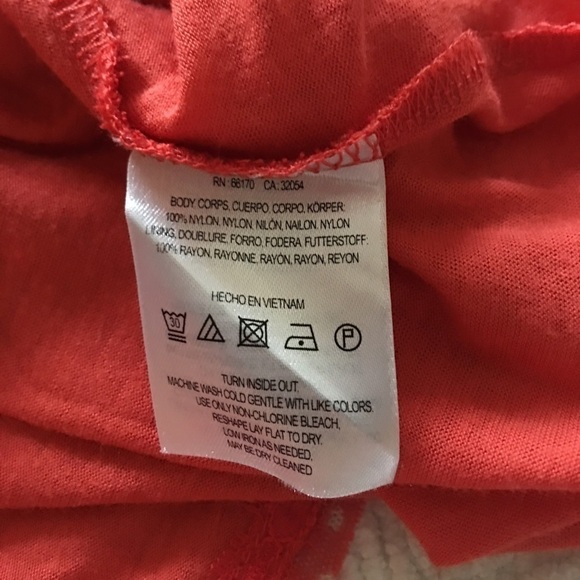 RN 66170 CA: 32054
BODY CORPS, CUERPO, CORPO, KÖRPER:
100% NYLON, NYLON, NILÓN, NAILON, NYLON
LINING, DOUBLURE, FORRO, FODERA FUTTERSTOFF:
100% RAYON, RAYONNE, RAYÓN, RAYON, REYON
HECHO EN VIETNAM
30 P
TURN INSIDE OUT.
MACHINE WASH COLD GENTLE WITH LIKE COLORS.
USE ONLY NON-CHLORINE BLEACH.
RESHAPE LAY FLAT TO DRY.
LOW IRON AS NEEDED.
MAY BE DRY CLEANED